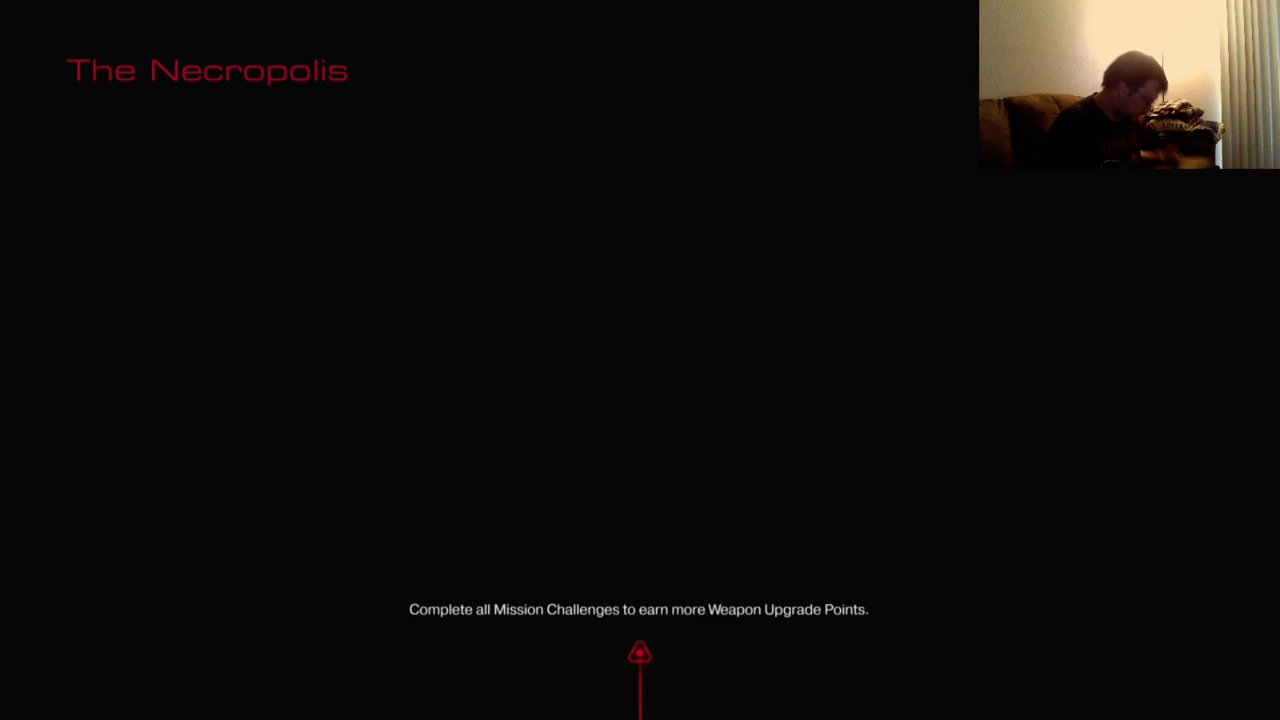 The Necropolis
Complete all Mission Challenges to earn more Weapon Upgrade Points.